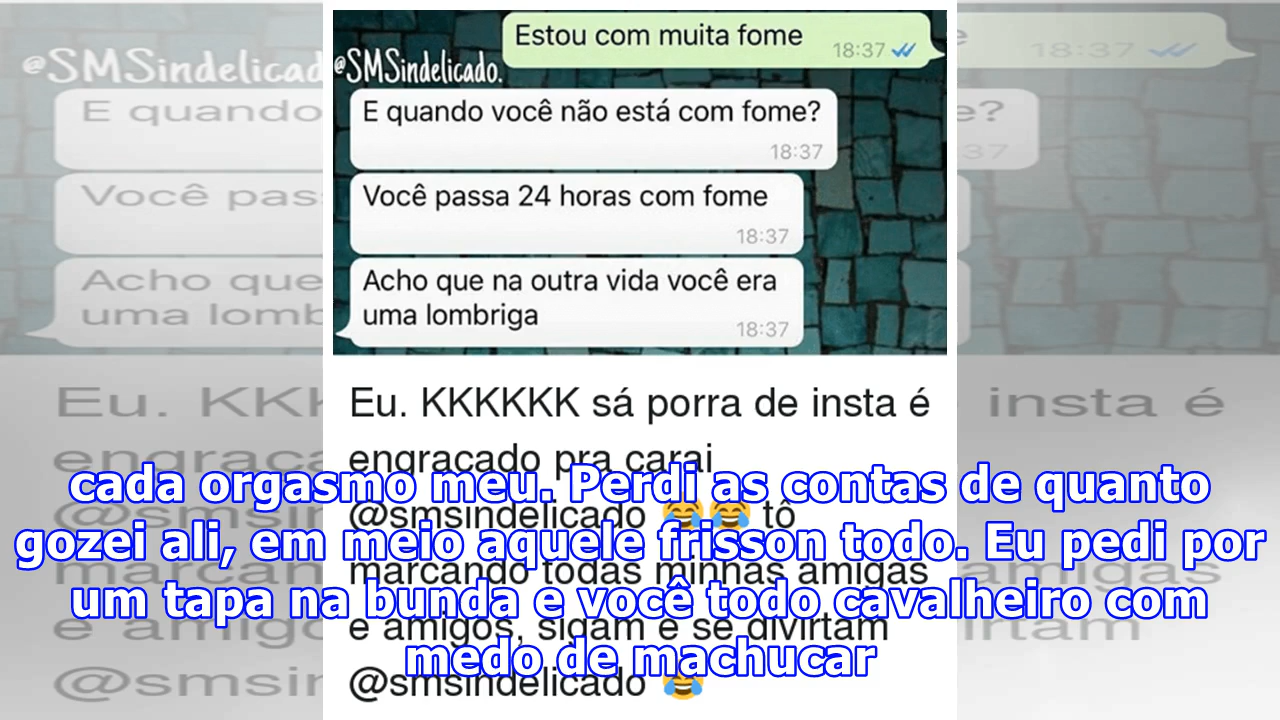 Estou com muita fome
18:37
@SMSindelicado.
E quando você não está com fome?
18:37
Você passa 24 horas com fome
18:37
Acho que na outra vida você era
uma lombriga
18:37
Eu. KKKKKK sá porra de insta é
engraçado pra carai
@smsindelicado 😂😂 tô
marcando todas minhas amigas
e amigos, sigam e se divirtam
@smsindelicado 😂
cada orgasmo meu. Perdi as contas de quanto
gozei ali, em meio aquele frisson todo. Eu pedi por
um tapa na bunda e você todo cavalheiro com
medo de machucar